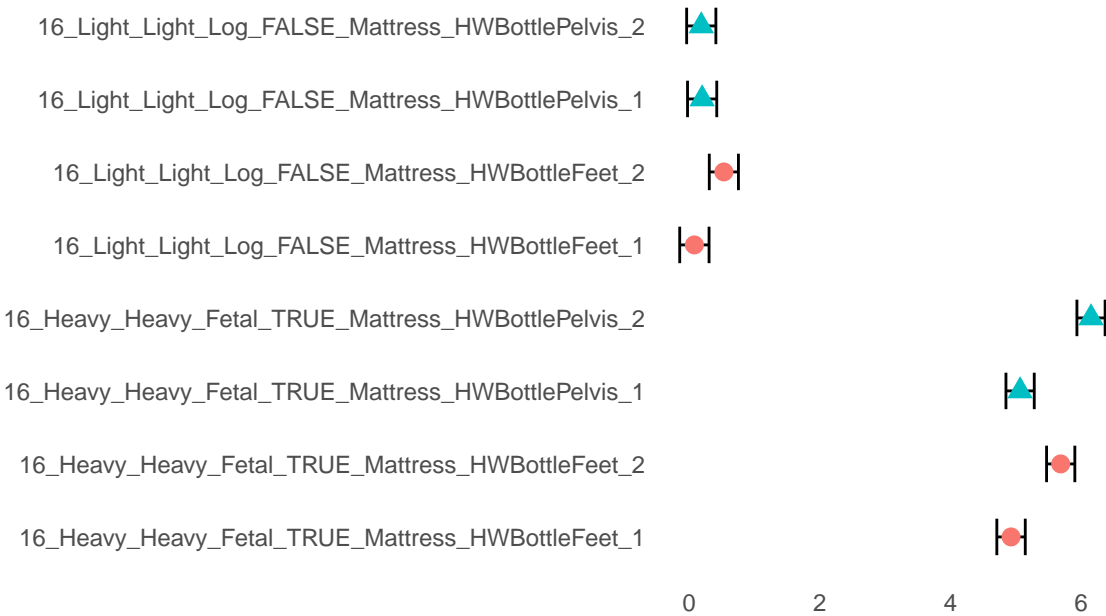 16_Light_Light_Log_FALSE_Mattress_HWBottlePelvis_2
16_Light_Light_Log_FALSE_Mattress_HWBottlePelvis_1
16_Light_Light_Log_FALSE_Mattress_HWBottleFeet_2
16_Light_Light_Log_FALSE_Mattress_HWBottleFeet_1
16_Heavy_Heavy_Fetal_TRUE_Mattress_HWBottlePelvis_2
16_Heavy_Heavy_Fetal_TRUE_Mattress_HWBottlePelvis_1
16_Heavy_Heavy_Fetal_TRUE_Mattress_HWBottleFeet_2
16_Heavy_Heavy_Fetal_TRUE_Mattress_HWBottleFeet_1
0 2 4 6